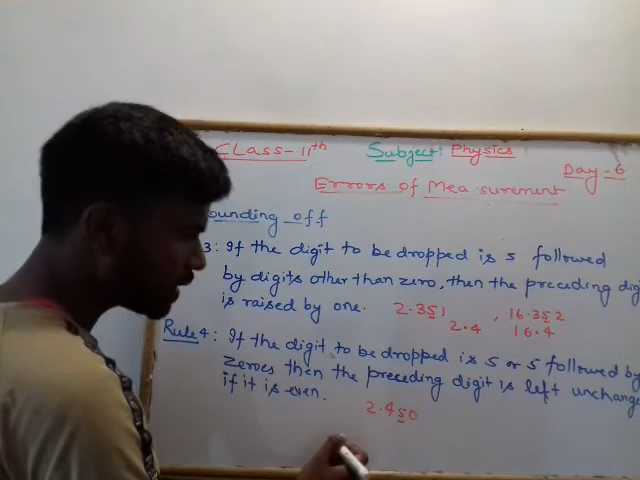 CLass-11th Subject: Physics
Day-6
Errors of Measurement
ounding off
3: If the digit to be dropped is 5 followed
by digits other than zero, then the preceding dig
is raised by one. 2.351, 16.352
2.4 16.4
Rule 4: If the digit to be dropped is 5 or 5 followed by
zeroes then the preceding digit is left unchange
if it is even.
2.450